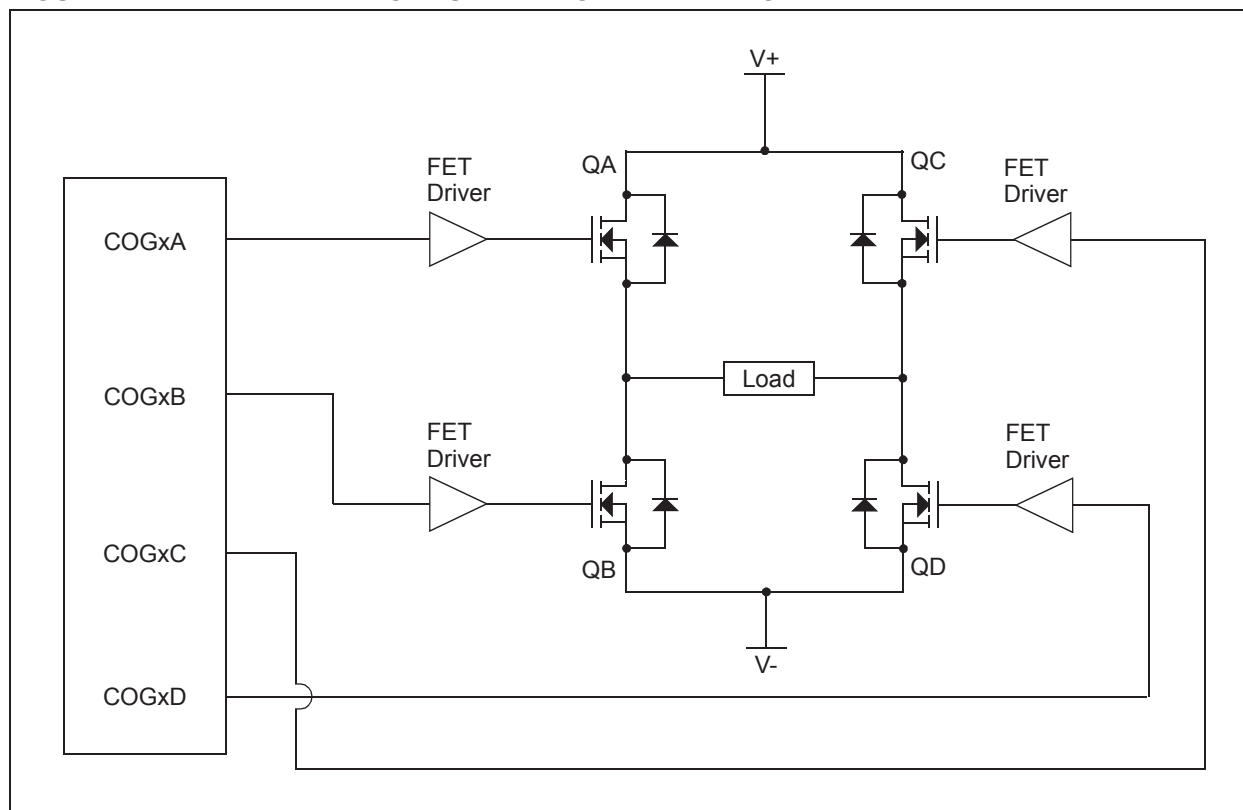 V+
QA
QC
FET
Driver
FET
Driver
COGxA
Load
COGxB
FET
Driver
FET
Driver
COGxC
QB
QD
V-
COGxD